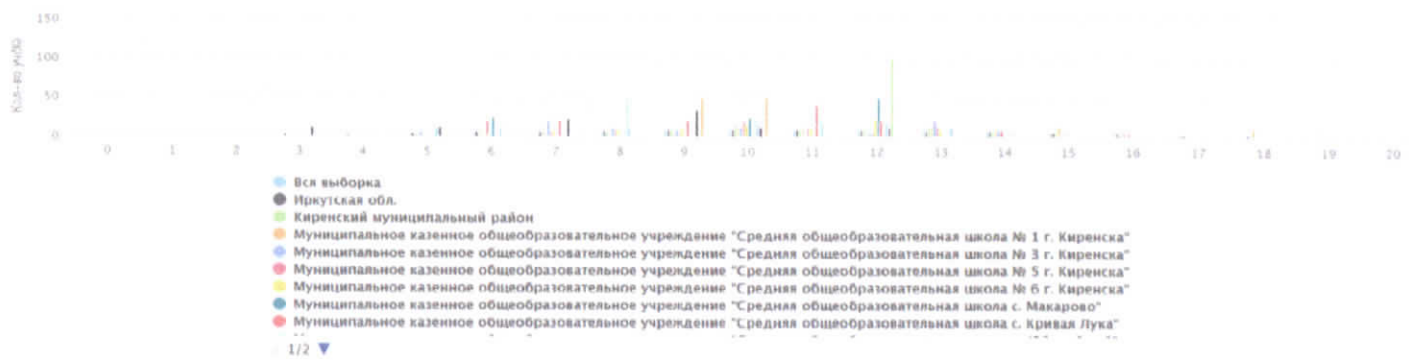 150
100
50
0
Кол-во уч-ся
0 1 2 3 4 5 6 7 8 9 10 11 12 13 14 15 16 17 18 19 20
Вся выборка
Иркутская обл.
Киренский муниципальный район
Муниципальное казенное общеобразовательное учреждение "Средняя общеобразовательная школа № 1 г. Киренска"
Муниципальное казенное общеобразовательное учреждение "Средняя общеобразовательная школа № 3 г. Киренска"
Муниципальное казенное общеобразовательное учреждение "Средняя общеобразовательная школа № 5 г. Киренска"
Муниципальное казенное общеобразовательное учреждение "Средняя общеобразовательная школа № 6 г. Киренска"
Муниципальное казенное общеобразовательное учреждение "Средняя общеобразовательная школа с. Макарово"
Муниципальное казенное общеобразовательное учреждение "Средняя общеобразовательная школа с. Кривая Лука"
1/2